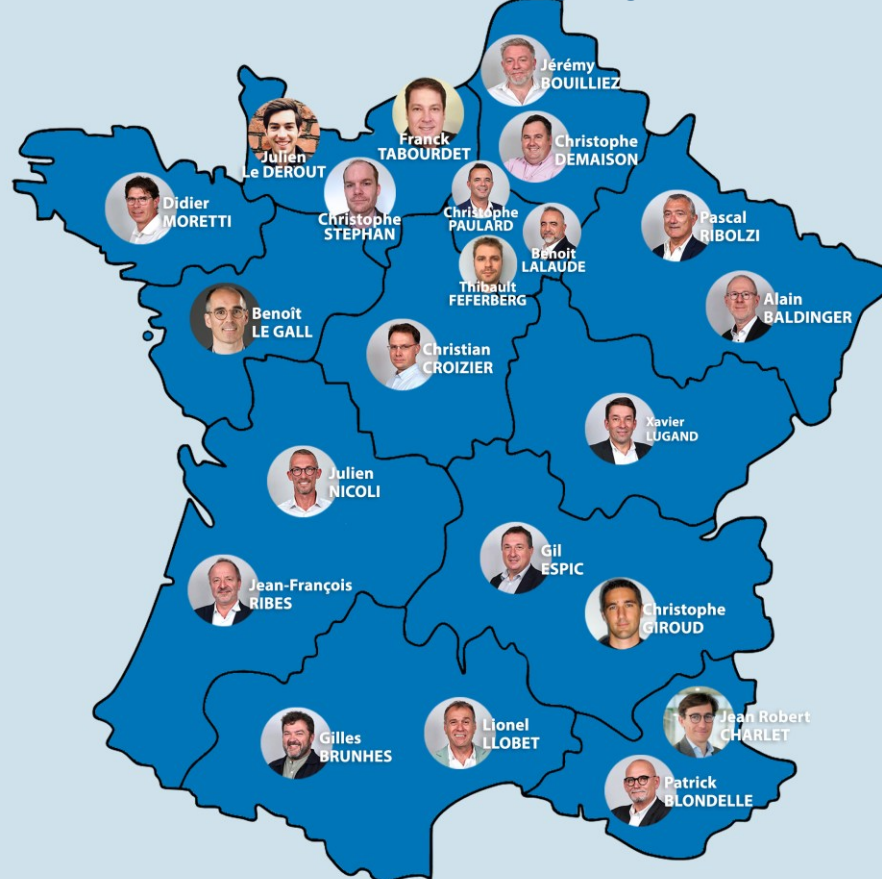 Jérémy
BOUILLIEZ
Franck
TABOURDET
Christophe
DEMAISON
Julien
Le DEROUT
Didier
MORETTI
Christophe
STEPHAN
Christophe
PAULARD
Benoit
LALAUDE
Pascal
RIBOLZI
Thibault
FEFERBERG
Alain
BALDINGER
Benoît
LE GALL
Christian
CROIZIER
Xavier
LUGAND
Julien
NICOLI
Gil
ESPIC
Jean-François
RIBES
Christophe
GIROUD
Jean Robert
CHARLET
Gilles
BRUNHES
Lionel
LLOBET
Patrick
BLONDELLE